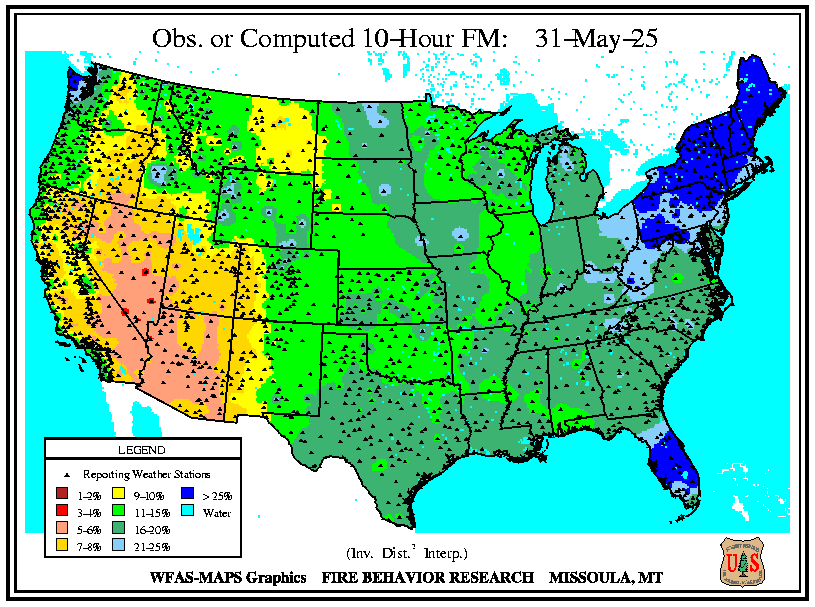 Obs. or Computed 10-Hour FM: 31-May-25
LEGEND
Reporting Weather Stations
1-2% 9-10% > 25%
3-4% 11-15% Water
5-6% 16-20%
7-8% 21-25%
(Inv. Dist.² Interp.)
WFAS-MAPS Graphics FIRE BEHAVIOR RESEARCH MISSOULA, MT
U S